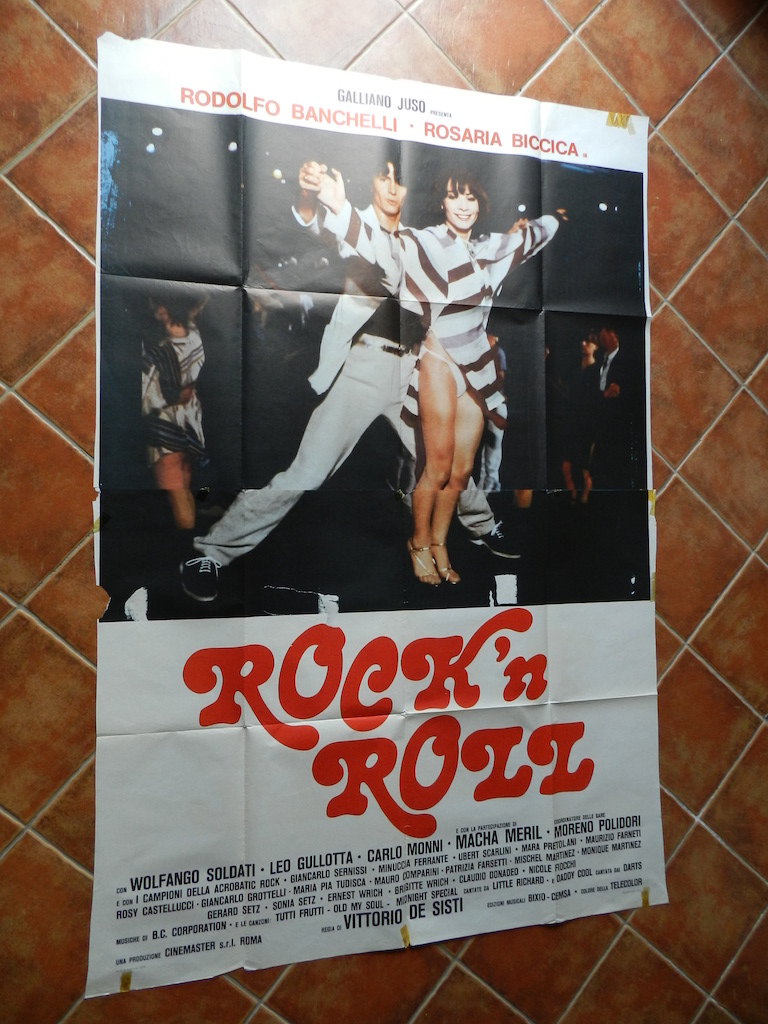 GALLIANO JUSO PRESENTA
RODOLFO BANCHELLI · ROSARIA BICCICA IN
ROCK'n
ROLL
CON WOLFANGO SOLDATI · LEO GULLOTTA · CARLO MONNI · E CON LA PARTECIPAZIONE DI MACHA MERIL · COORDINATORE DELLE GARE MORENO POLIDORI
E CON I CAMPIONI DELLA ACROBATIC ROCK · GIANCARLO SERNISSI · MINUCCIA FERRANTE · UBERT SCARLINI · MARA PRETOLANI · MAURIZIO FARNETI
ROSY CASTELLUCCI · GIANCARLO GROTTELLI · MARIA PIA TUDISCA · MAURO COMPARINI · PATRIZIA FARSETTI · MISCHEL MARTINEZ · MONIQUE MARTINEZ
GERARD SETZ · SONIA SETZ · ERNEST WRICH · BRIGITTE WRICH · CLAUDIO DONADEO · NICOLE ROCCHI
MUSICHE DI B.C. CORPORATION · E LE CANZONI: TUTTI FRUTTI - OLD MY SOUL - MIDNIGHT SPECIAL CANTATE DA LITTLE RICHARD · E DADDY COOL CANTATA DAI DARTS
REGIA DI VITTORIO DE SISTI EDIZIONI MUSICALI BIXIO - CEMSA · COLORE DELLA TELECOLOR
UNA PRODUZIONE CINEMASTER s.r.l. ROMA